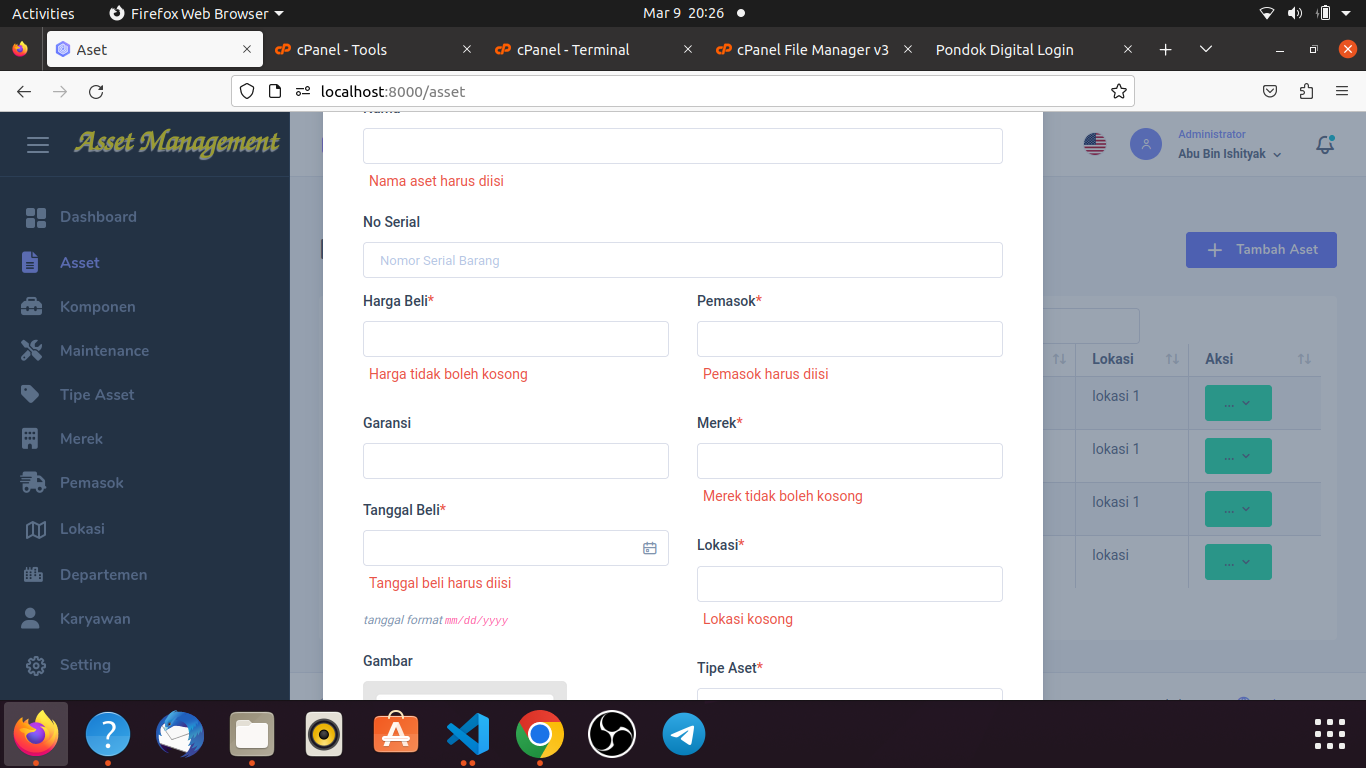 Activities
Firefox Web Browser
Mar 9 20:26
Aset
cPanel - Tools
cPanel - Terminal
cPanel File Manager v3
Pondok Digital Login
localhost:8000/asset
Asset Management
Administrator
Abu Bin Ishityak
Dashboard
Asset
Komponen
Maintenance
Tipe Asset
Merek
Pemasok
Lokasi
Departemen
Karyawan
Setting
Nama aset harus diisi
No Serial
Nomor Serial Barang
Harga Beli*
Harga tidak boleh kosong
Pemasok*
Pemasok harus diisi
Garansi
Merek*
Merek tidak boleh kosong
Tanggal Beli*
Tanggal beli harus diisi
tanggal format mm/dd/yyyy
Lokasi*
Lokasi kosong
Gambar
Tipe Aset*
Tambah Aset
Lokasi
Aksi
lokasi 1
...
lokasi 1
...
lokasi 1
...
lokasi
...